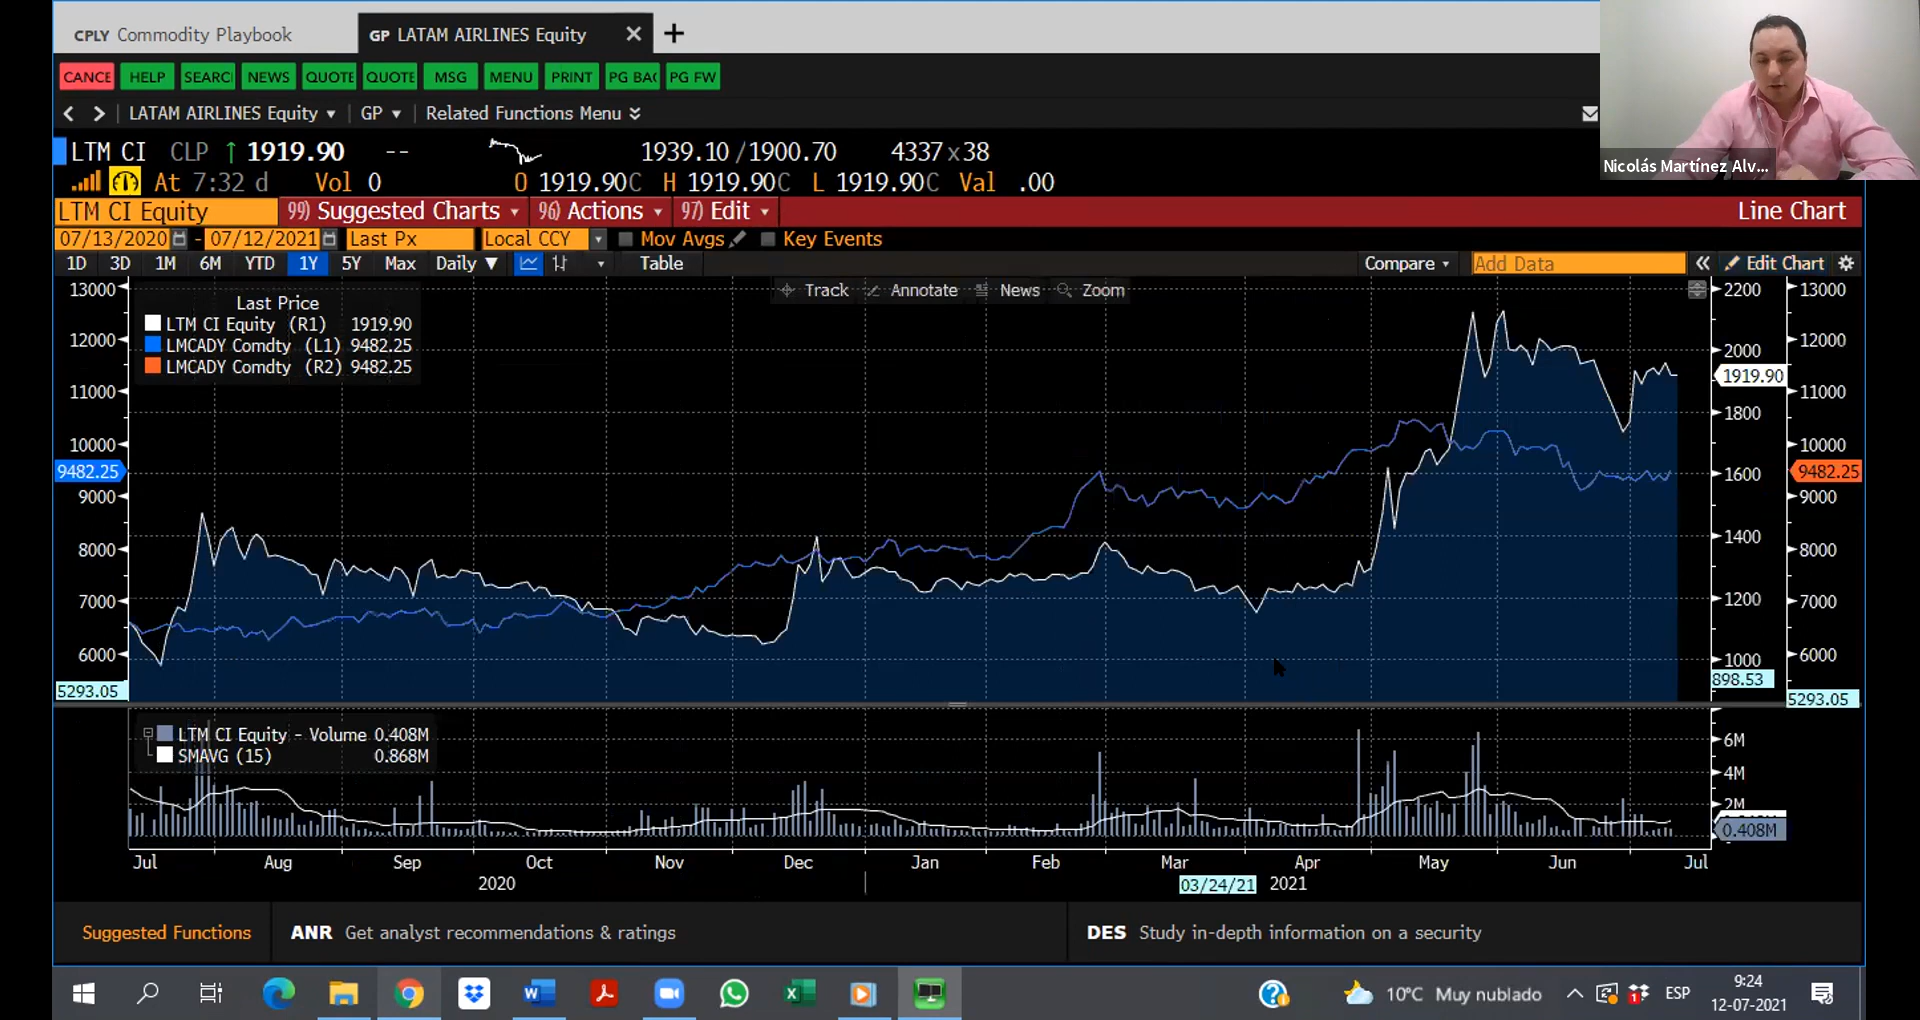 CPLY Commodity Playbook
GP LATAM AIRLINES Equity
CANCE HELP SEARC NEWS QUOTE QUOTE MSG MENU PRINT PG BAC PG FW
LATAM AIRLINES Equity GP Related Functions Menu
LTM CI CLP ↑ 1919.90 -- 1939.10 / 1900.70 4337 x 38
At 7:32 d Vol 0 O 1919.90C H 1919.90C L 1919.90C Val .00
Nicolás Martínez Alv...
LTM CI Equity 99) Suggested Charts 96) Actions 97) Edit Line Chart
07/13/2020 - 07/12/2021 Last Px Local CCY Mov Avgs Key Events
1D 3D 1M 6M YTD 1Y 5Y Max Daily Table Compare Add Data « Edit Chart
Track Annotate News Zoom
Last Price
LTM CI Equity (R1) 1919.90
LMCADY Comdty (L1) 9482.25
LMCADY Comdty (R2) 9482.25
13000
12000
11000
10000
9482.25
9000
8000
7000
6000
5293.05
2200
2000
1919.90
1800
1600
1400
1200
1000
898.53
13000
12000
11000
10000
9482.25
9000
8000
7000
6000
5293.05
LTM CI Equity - Volume 0.408M
SMAVG (15) 0.868M
6M
4M
2M
0.408M
Jul Aug Sep Oct Nov Dec Jan Feb Mar Apr May Jun Jul
2020 03/24/21 2021
Suggested Functions ANR Get analyst recommendations & ratings DES Study in-depth information on a security
10°C Muy nublado ESP 9:24
12-07-2021